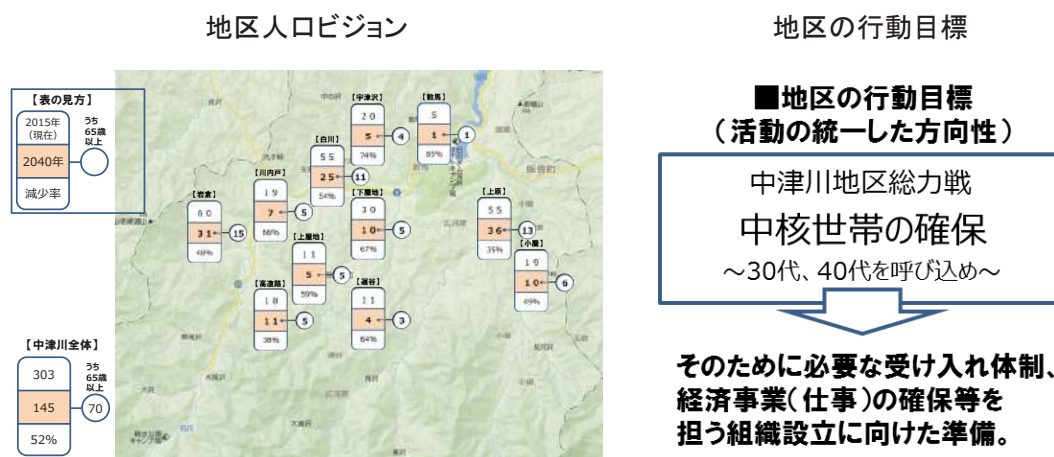 地区人口ビジョン
【表の見方】
2015年
(現在)
2040年
減少率
うち
65歳
以上
【宇津沢】
20
5
4
74%
【数馬】
5
1
1
85%
【白川】
55
25
11
54%
【川内戸】
19
7
5
66%
【岩倉】
60
31
15
48%
【下屋地】
30
10
5
67%
【上原】
55
36
13
35%
【小屋】
19
10
6
49%
【上屋地】
11
5
5
59%
【高造路】
18
11
5
38%
【遅谷】
11
4
3
64%
広河原
飯豊町
【中津川全体】
303
145
52%
うち
65歳
以上
70
地区の行動目標
■地区の行動目標
(活動の統一した方向性)
中津川地区総力戦
中核世帯の確保
～30代、40代を呼び込め～
そのために必要な受け入れ体制、
経済事業(仕事)の確保等を
担う組織設立に向けた準備。